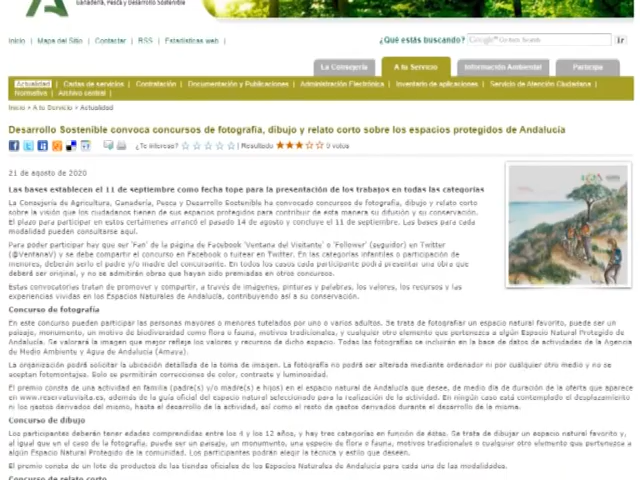 Ganadería, Pesca y Desarrollo Sostenible
Inicio | Mapa del Sitio | Contactar | RSS | Estadísticas web |
¿Qué estás buscando? Google Ir
La Consejería A tu Servicio Información Ambiental Participa
Actualidad | Cartas de servicios | Contratación | Documentación y Publicaciones | Administración Electrónica | Inventario de aplicaciones | Servicio de Atención Ciudadana |
Normativa | Archivo central |
Inicio > A tu Servicio > Actualidad
Desarrollo Sostenible convoca concursos de fotografía, dibujo y relato corto sobre los espacios protegidos de Andalucía
¿Te interesa? | Resultado 0 votos
21 de agosto de 2020
Las bases establecen el 11 de septiembre como fecha tope para la presentación de los trabajos en todas las categorías
La Consejería de Agricultura, Ganadería, Pesca y Desarrollo Sostenible ha convocado concursos de fotografía, dibujo y relato corto
sobre la visión que los ciudadanos tienen de sus espacios protegidos para contribuir de esta manera su difusión y su conservación.
El plazo para participar en estos certámenes arrancó el pasado 14 de agosto y concluye el 11 de septiembre. Las bases para cada
modalidad pueden consultarse aquí.
Para poder participar hay que ser 'Fan' de la página de Facebook 'Ventana del Visitante' o 'Follower' (seguidor) en Twitter
(@VentanaV) y se debe compartir el concurso en Facebook o tuitear en Twitter. En las categorías infantiles o participación de
menores, deberán serlo el padre y/o madre del concursante. En todos los casos cada participante podrá presentar una obra que
deberá ser original, y no se admitirán obras que hayan sido premiadas en otros concursos.
Estas convocatorias tratan de promover y compartir, a través de imágenes, pinturas y palabras, los valores, los recursos y las
experiencias vividas en los Espacios Naturales de Andalucía, contribuyendo así a su conservación.
Concurso de fotografía
En este concurso pueden participar las personas mayores o menores tutelados por uno o varios adultos. Se trata de fotografiar un espacio natural favorito, puede ser un
paisaje, monumento, un motivo de biodiversidad como flora o fauna, motivos tradicionales, y cualquier otro elemento que pertenezca a algún Espacio Natural Protegido de
Andalucía. Se valorará la imagen que mejor refleje los valores y recursos de dicho espacio. Todas las fotografías se incluirán en la base de datos de actividades de la Agencia
de Medio Ambiente y Agua de Andalucía (Amaya).
La organización podrá solicitar la ubicación detallada de la toma de imagen. La fotografía no podrá ser alterada mediante ordenador ni por cualquier otro medio y no se
aceptan fotomontajes. Solo se permitirán correcciones de color, contraste y luminosidad.
El premio consta de una actividad en familia (padre(s) y/o madre(s) e hijos) en el espacio natural de Andalucía que desee, de medio día de duración de la oferta que aparece
en www.reservatuvisita.es, además de la guía oficial del espacio natural seleccionado para la realización de la actividad. En ningún caso está contemplado el desplazamiento
ni los gastos derivados del mismo, hasta el desarrollo de la actividad, así como el resto de gastos derivados durante el desarrollo de la misma.
Concurso de dibujo
Los participantes deberán tener edades comprendidas entre los 4 y los 12 años, y hay tres categorías en función de éstas. Se trata de dibujar un espacio natural favorito y,
al igual que en el caso de la fotografía, puede ser un paisaje, un monumento, una especie de flora o fauna, motivos tradicionales o cualquier otro elemento que pertenezca a
algún Espacio Natural Protegido de la comunidad. Los participantes podrán elegir la técnica y estilo que deseen.
El premio consta de un lote de productos de las tiendas oficiales de los Espacios Naturales de Andalucía para cada una de las modalidades.
Concurso de relato corto